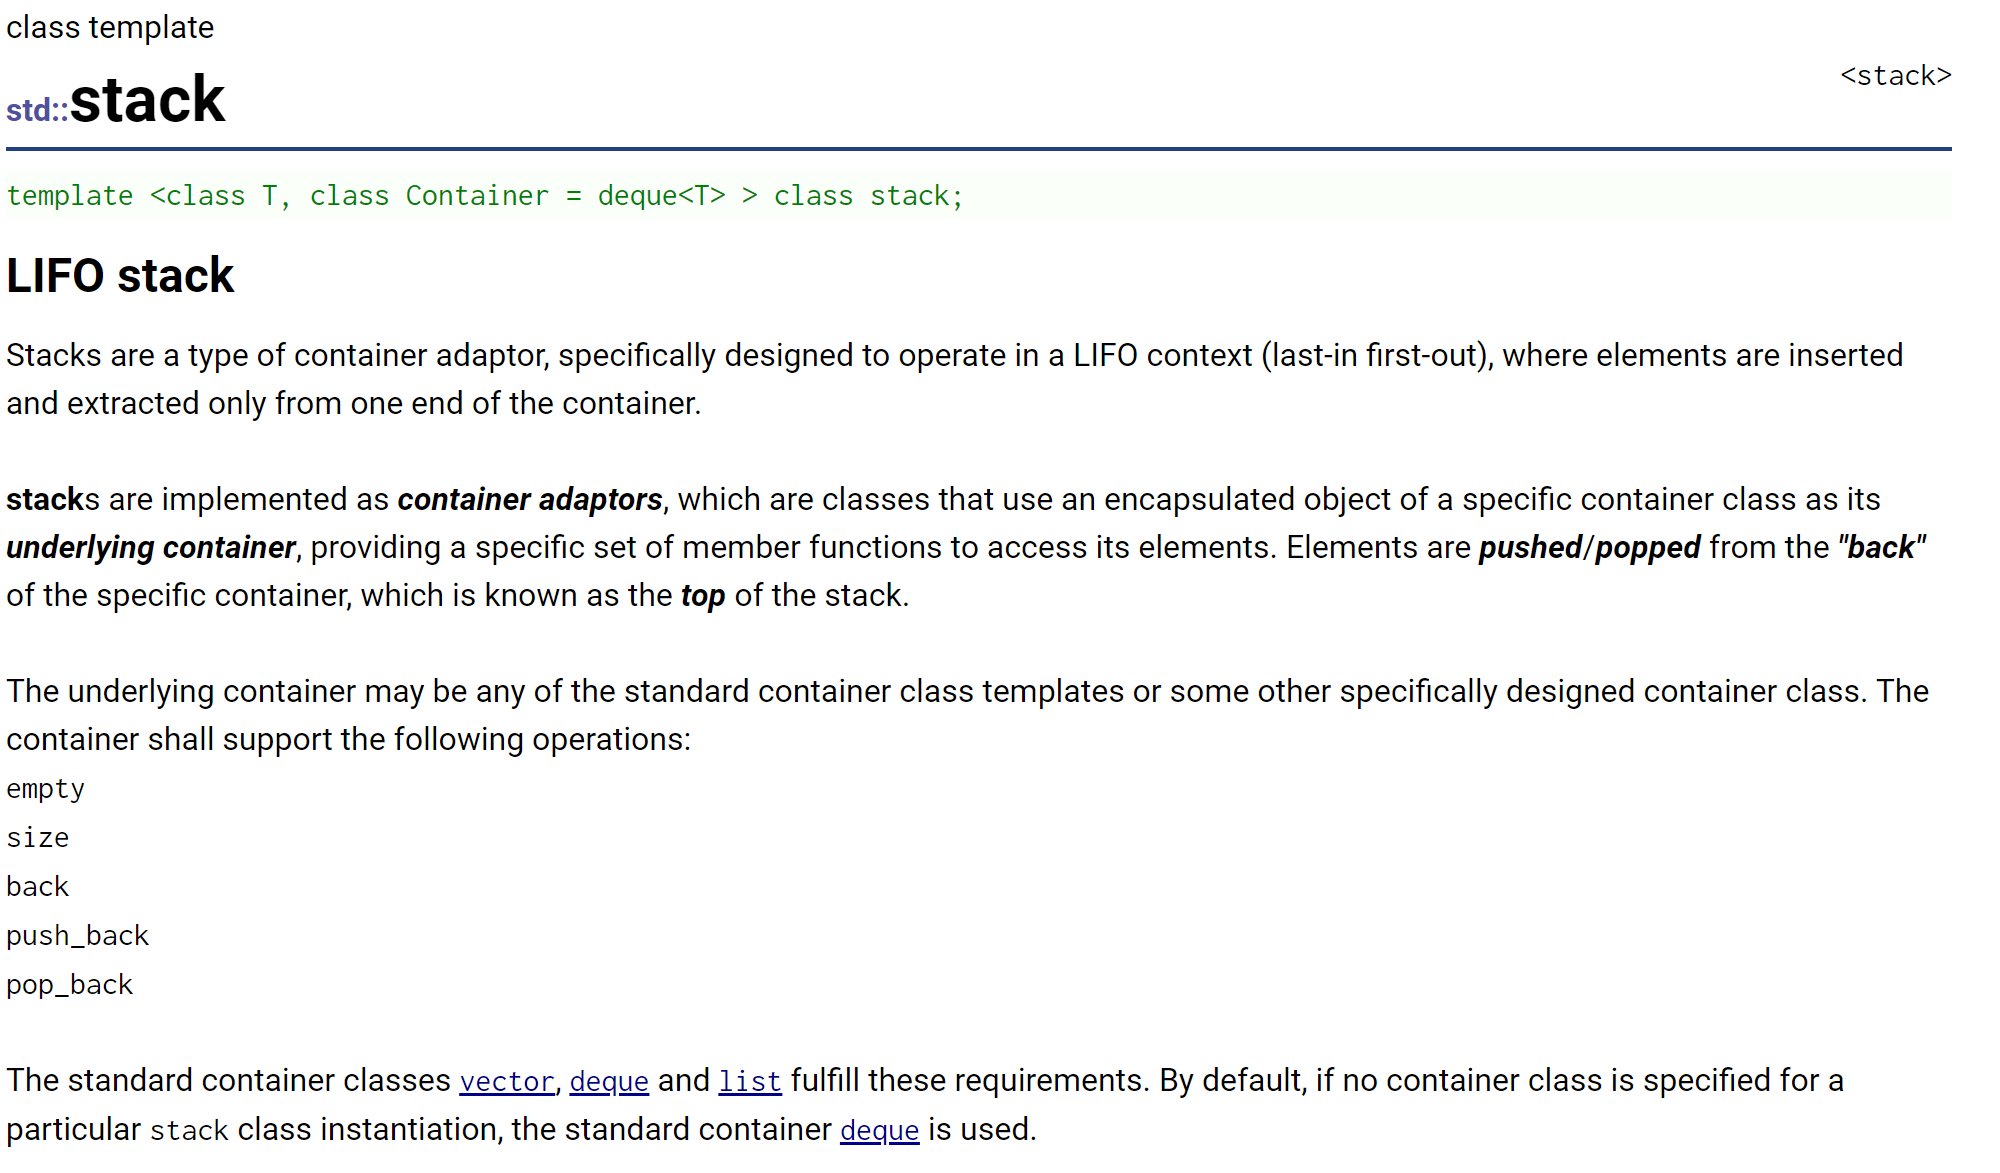 class template
<stack>
std::stack
template <class T, class Container = deque<T> > class stack;
LIFO stack
Stacks are a type of container adaptor, specifically designed to operate in a LIFO context (last-in first-out), where elements are inserted
and extracted only from one end of the container.
stacks are implemented as container adaptors, which are classes that use an encapsulated object of a specific container class as its
underlying container, providing a specific set of member functions to access its elements. Elements are pushed/popped from the "back"
of the specific container, which is known as the top of the stack.
The underlying container may be any of the standard container class templates or some other specifically designed container class. The
container shall support the following operations:
empty
size
back
push_back
pop_back
The standard container classes vector, deque and list fulfill these requirements. By default, if no container class is specified for a
particular stack class instantiation, the standard container deque is used.